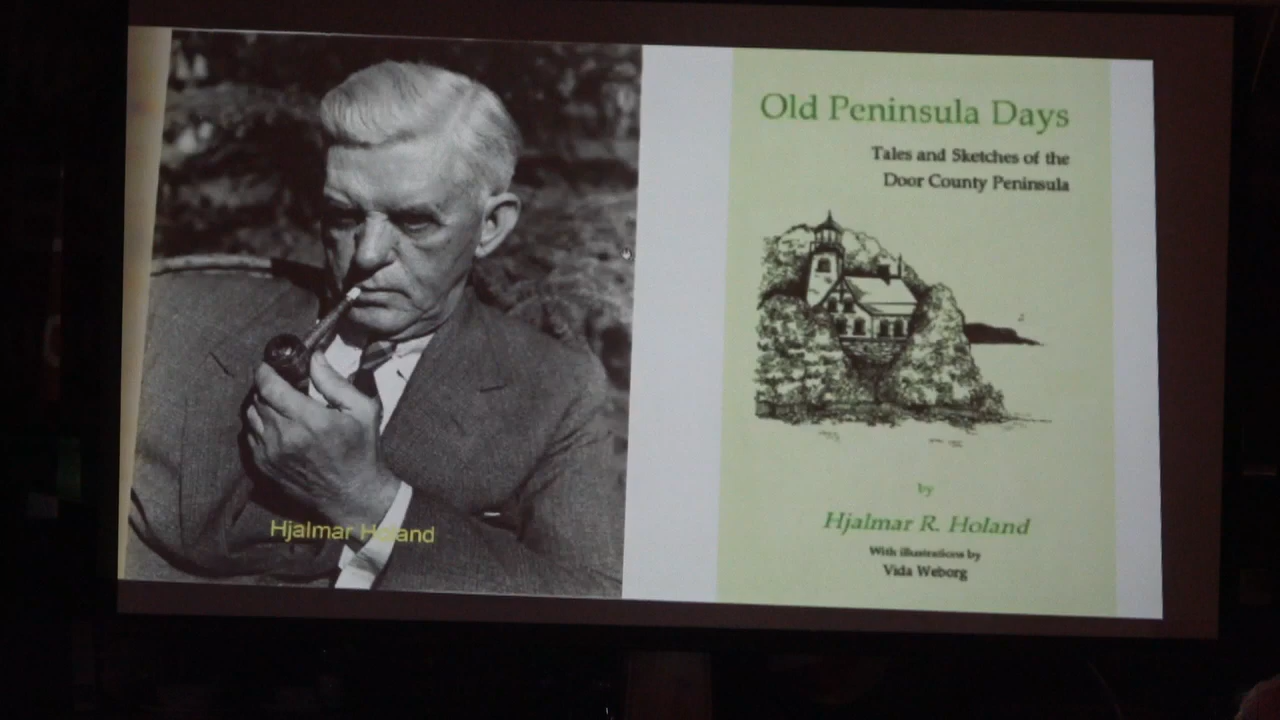 Hjalmar Holand
Old Peninsula Days
Tales and Sketches of the
Door County Peninsula
by
Hjalmar R. Holand
With illustrations by
Vida Weborg